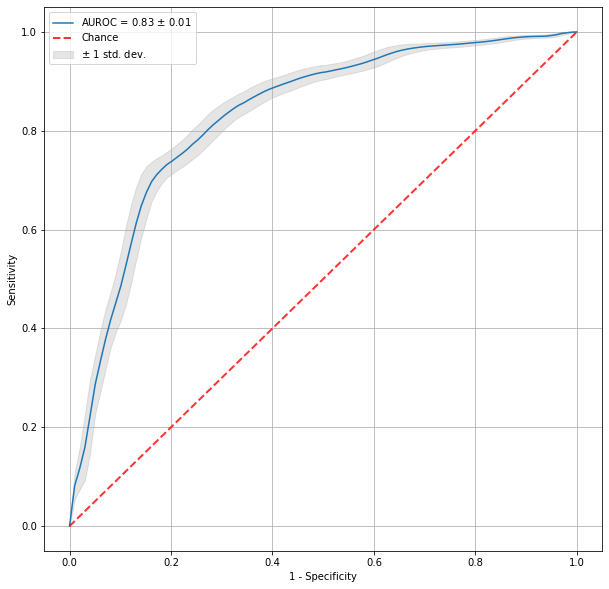 AUROC = 0.83 ± 0.01
Chance
± 1 std. dev.
1.0
0.8
0.6
0.4
0.2
0.0
Sensitivity
0.0 0.2 0.4 0.6 0.8 1.0
1 - Specificity